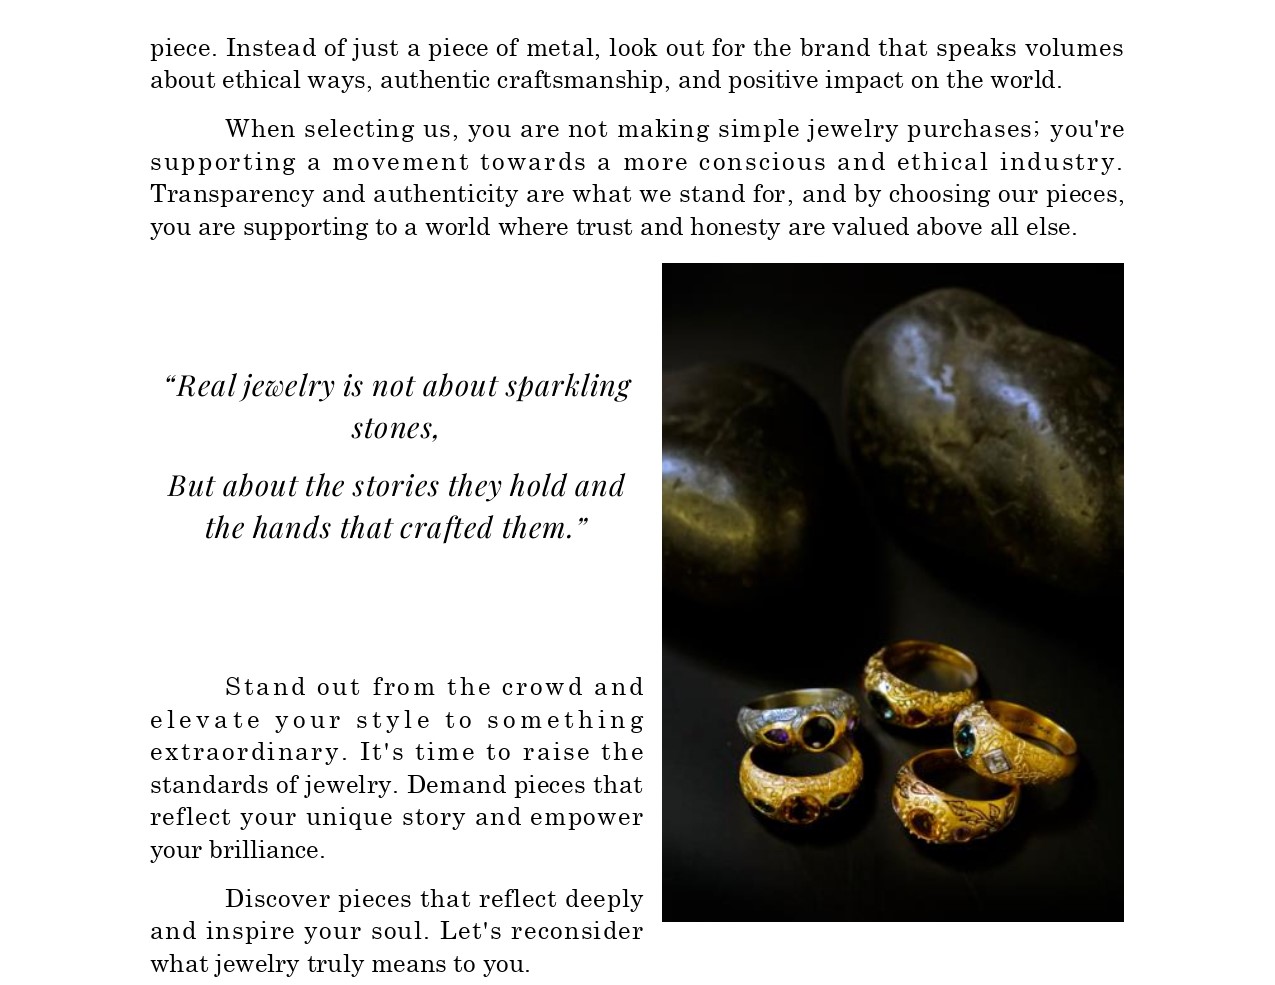 piece. Instead of just a piece of metal, look out for the brand that speaks volumes
about ethical ways, authentic craftsmanship, and positive impact on the world.
When selecting us, you are not making simple jewelry purchases; you're
supporting a movement towards a more conscious and ethical industry.
Transparency and authenticity are what we stand for, and by choosing our pieces,
you are supporting to a world where trust and honesty are valued above all else.
“Real jewelry is not about sparkling
stones,
But about the stories they hold and
the hands that crafted them.”
Stand out from the crowd and
elevate your style to something
extraordinary. It's time to raise the
standards of jewelry. Demand pieces that
reflect your unique story and empower
your brilliance.
Discover pieces that reflect deeply
and inspire your soul. Let's reconsider
what jewelry truly means to you.